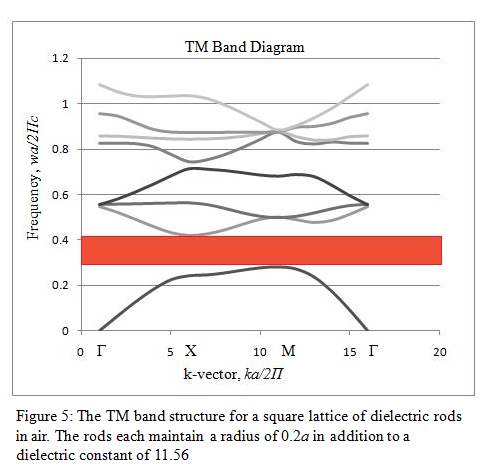 TM Band Diagram
1.2
1
0.8
0.6
0.4
0.2
0
Frequency, wa/2Πc
0 Γ 5 X 10 M 15 Γ 20
k-vector, ka/2Π
Figure 5: The TM band structure for a square lattice of dielectric rods
in air. The rods each maintain a radius of 0.2a in addition to a
dielectric constant of 11.56